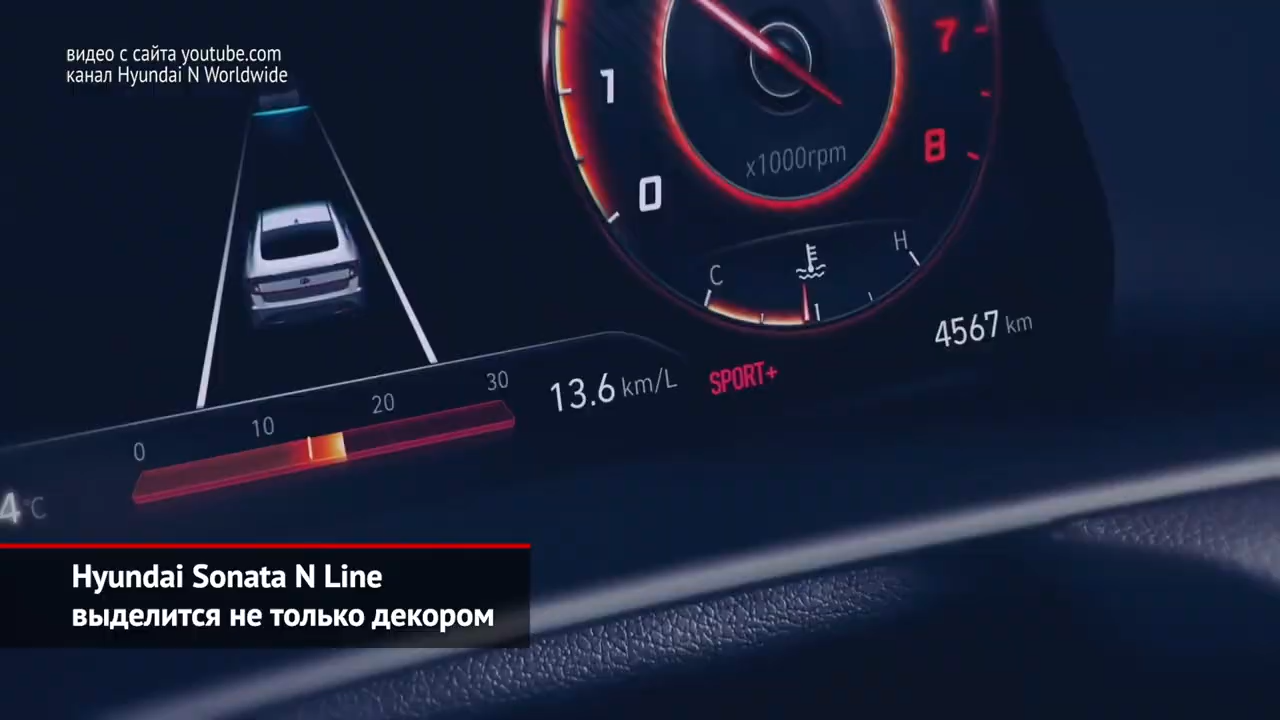 видео с сайта youtube.com
канал Hyundai N Worldwide
7
1
8
0
x1000rpm
C
H
4567 km
30
13.6 km/L
SPORT+
20
10
0
4°C
Hyundai Sonata N Line
выделится не только декором